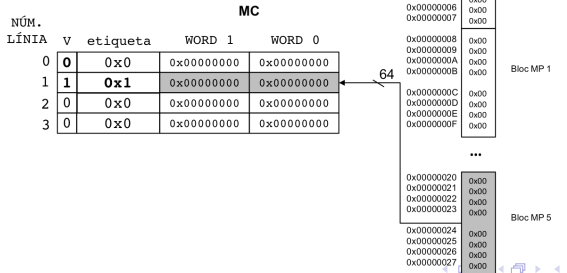 MC
NÚM.
LÍNIA V etiqueta WORD 1 WORD 0
0 0 0x0 0x00000000 0x00000000
1 1 0x1 0x00000000 0x00000000
2 0 0x0 0x00000000 0x00000000
3 0 0x0 0x00000000 0x00000000
64
0x00000006 0x00
0x00000007 0x00
0x00000008 0x00
0x00000009 0x00
0x0000000A 0x00
0x0000000B 0x00
Bloc MP 1
0x0000000C 0x00
0x0000000D 0x00
0x0000000E 0x00
0x0000000F 0x00
...
0x00000020 0x00
0x00000021 0x00
0x00000022 0x00
0x00000023 0x00
Bloc MP 5
0x00000024 0x00
0x00000025 0x00
0x00000026 0x00
0x00000027 0x00